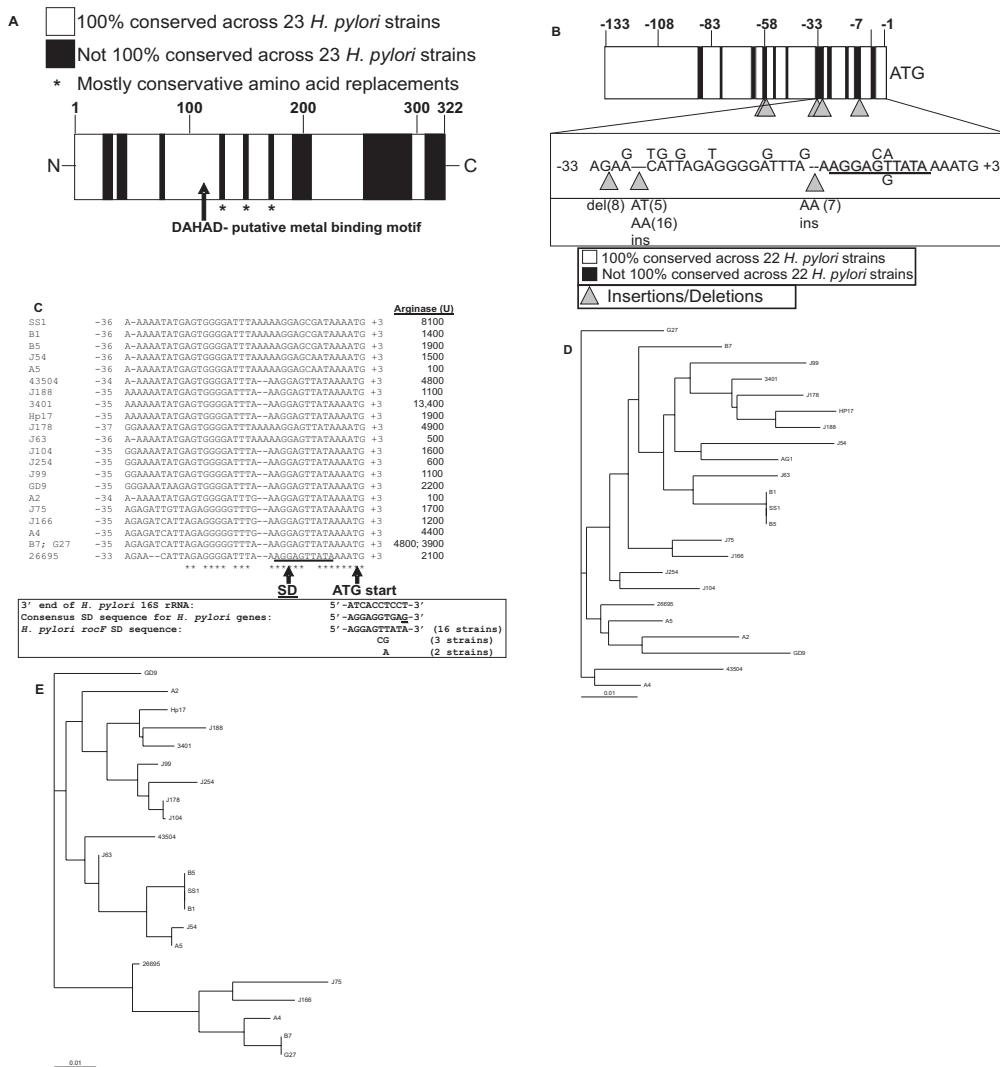 A
100% conserved across 23 H. pylori strains
Not 100% conserved across 23 H. pylori strains
* Mostly conservative amino acid replacements
1 100 200 300 322
N C
* * *
DAHAD- putative metal binding motif
B
-133 -108 -83 -58 -33 -7 -1
ATG
G TG G T G G CA
-33 AGAA—CATTAGAGGGGATTTA--AAGGAGTTATAAAATG +3
G
del(8) AT(5) AA (7)
AA(16) ins
ins
100% conserved across 22 H. pylori strains
Not 100% conserved across 22 H. pylori strains
Insertions/Deletions
C
Arginase (U)
SS1 -36 A-AAAATATGAGTGGGGATTTAAAAAGGAGCGATAAAATG +3 8100
B1 -36 A-AAAATATGAGTGGGGATTTAAAAAGGAGCGATAAAATG +3 1400
B5 -36 A-AAAATATGAGTGGGGATTTAAAAAGGAGCGATAAAATG +3 1900
J54 -36 A-AAAATATGAGTGGGGATTTAAAAAGGAGCAATAAAATG +3 1500
A5 -36 A-AAAATATGAGTGGGGATTTAAAAAGGAGCAATAAAATG +3 100
43504 -34 A-AAAATATGAGTGGGGATTTA--AAGGAGTTATAAAATG +3 4800
J188 -35 AAAAAATATGAGTGGGGATTTA--AAGGAGTTATAAAATG +3 1100
3401 -35 AAAAAATATGAGTGGGGATTTA--AAGGAGTTATAAAATG +3 13,400
Hp17 -35 AAAAAATATGAGTGGGGATTTA--AAGGAGTTATAAAATG +3 1900
J178 -37 GGAAAATATGAGTGGGGATTTAAAAAGGAGTTATAAAATG +3 4900
J63 -36 A-AAAATATGAGTGGGGATTTAAAAAGGAGTTATAAAATG +3 500
J104 -35 GGAAAATATGAGTGGGGATTTA--AAGGAGTTATAAAATG +3 1600
J254 -35 GGAAAATATGAGTGGGGATTTA--AAGGAGTTATAAAATG +3 600
J99 -35 GGAAAATATGAGTGGGGATTTA--AAGGAGTTATAAAATG +3 1100
GD9 -35 GGGAAATAAGAGTGGGGATTTA--AAGGAGTTATAAAATG +3 2200
A2 -34 A-AAAATATGAGTGGGGATTTG--AAGGAGTTATAAAATG +3 100
J75 -35 AGAGATTGTTAGAGGGGATTTA--AAGGAGTTATAAAATG +3 1700
J166 -35 AGAGATCATTAGAGGGGGTTTG--AAGGAGTTATAAAATG +3 1200
A4 -35 AGAGATCATTAGAGGGGGTTTA--AAGGAGTTATAAAATG +3 4400
B7; G27 -35 AGAGATCATTAGAGGGGGTTTA--AAGGAGTTATAAAATG +3 4800; 3900
26695 -33 AGAA--CATTAGAGGGGATTTA--AAGGAGTTATAAAATG +3 2100
** **** *** ****** ********
SD ATG start
3' end of H. pylori 16S rRNA: 5'-ATCACCTCCT-3'
Consensus SD sequence for H. pylori genes: 5'-AGGAGGTGAG-3'
H. pylori rocF SD sequence: 5'-AGGAGTTATA-3' (16 strains)
CG (3 strains)
A (2 strains)
D
G27
B7
J99
3401
J178
HP17
J188
J54
AG1
J63
B1
SS1
B5
J75
J166
J254
J104
26695
A5
A2
GD9
43504
A4
0.01
E
GD9
A2
Hp17
J188
3401
J99
J254
J178
J104
43504
J63
B5
SS1
B1
J54
A5
26695
J75
J166
A4
B7
G27
0.01